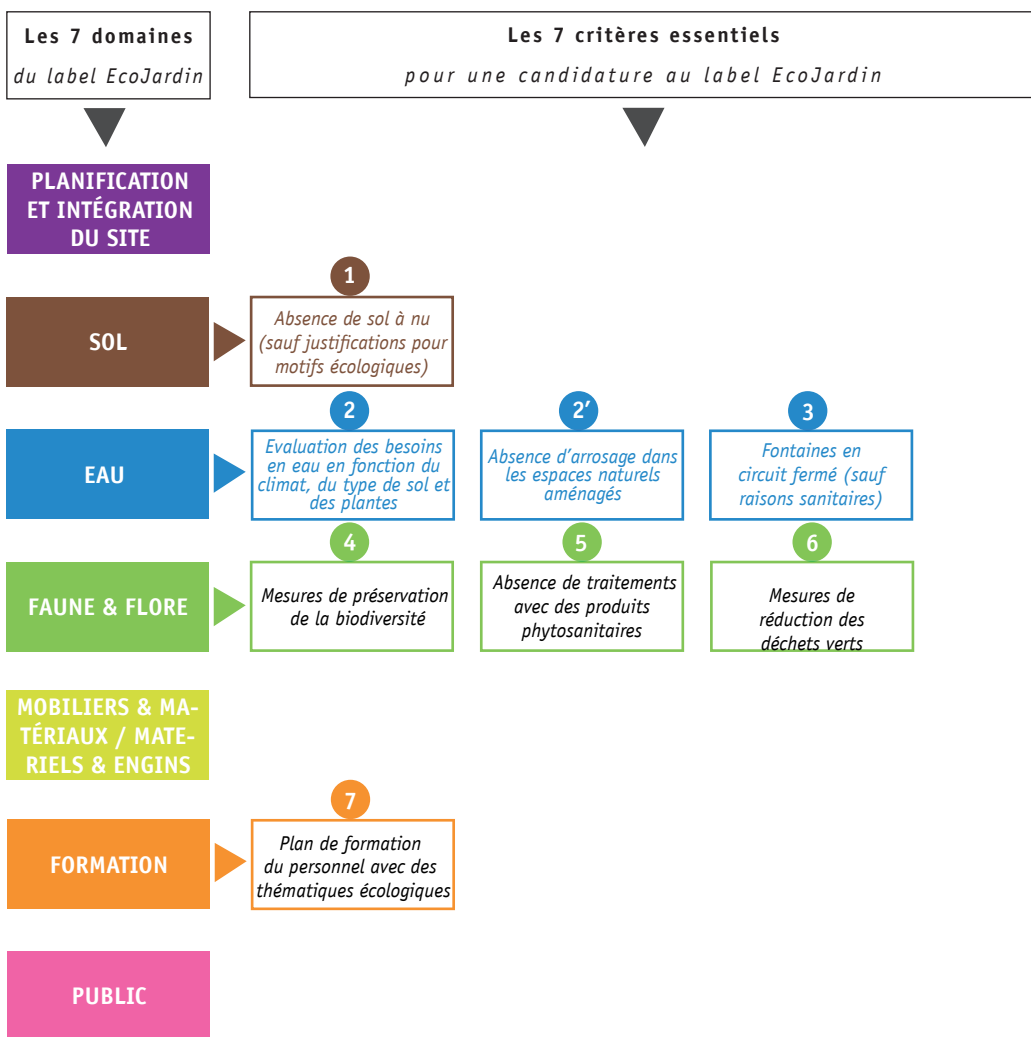 Les 7 domaines
du label EcoJardin
Les 7 critères essentiels
pour une candidature au label EcoJardin
PLANIFICATION
ET INTÉGRATION
DU SITE
SOL
1
Absence de sol à nu
(sauf justifications pour
motifs écologiques)
EAU
2
Evaluation des besoins
en eau en fonction du
climat, du type de sol et
des plantes
2’
Absence d’arrosage dans
les espaces naturels
aménagés
3
Fontaines en
circuit fermé (sauf
raisons sanitaires)
FAUNE & FLORE
4
Mesures de préservation
de la biodiversité
5
Absence de traitements
avec des produits
phytosanitaires
6
Mesures de
réduction des
déchets verts
MOBILIERS & MA-
TÉRIAUX / MATE-
RIELS & ENGINS
FORMATION
7
Plan de formation
du personnel avec des
thématiques écologiques
PUBLIC